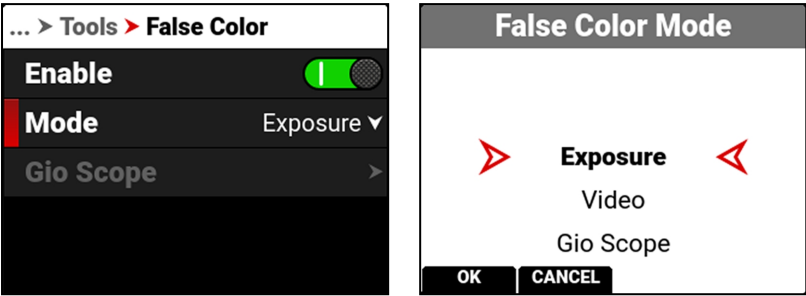 ... > Tools > False Color
Enable
Mode Exposure
Gio Scope >
False Color Mode
Exposure
Video
Gio Scope
OK CANCEL